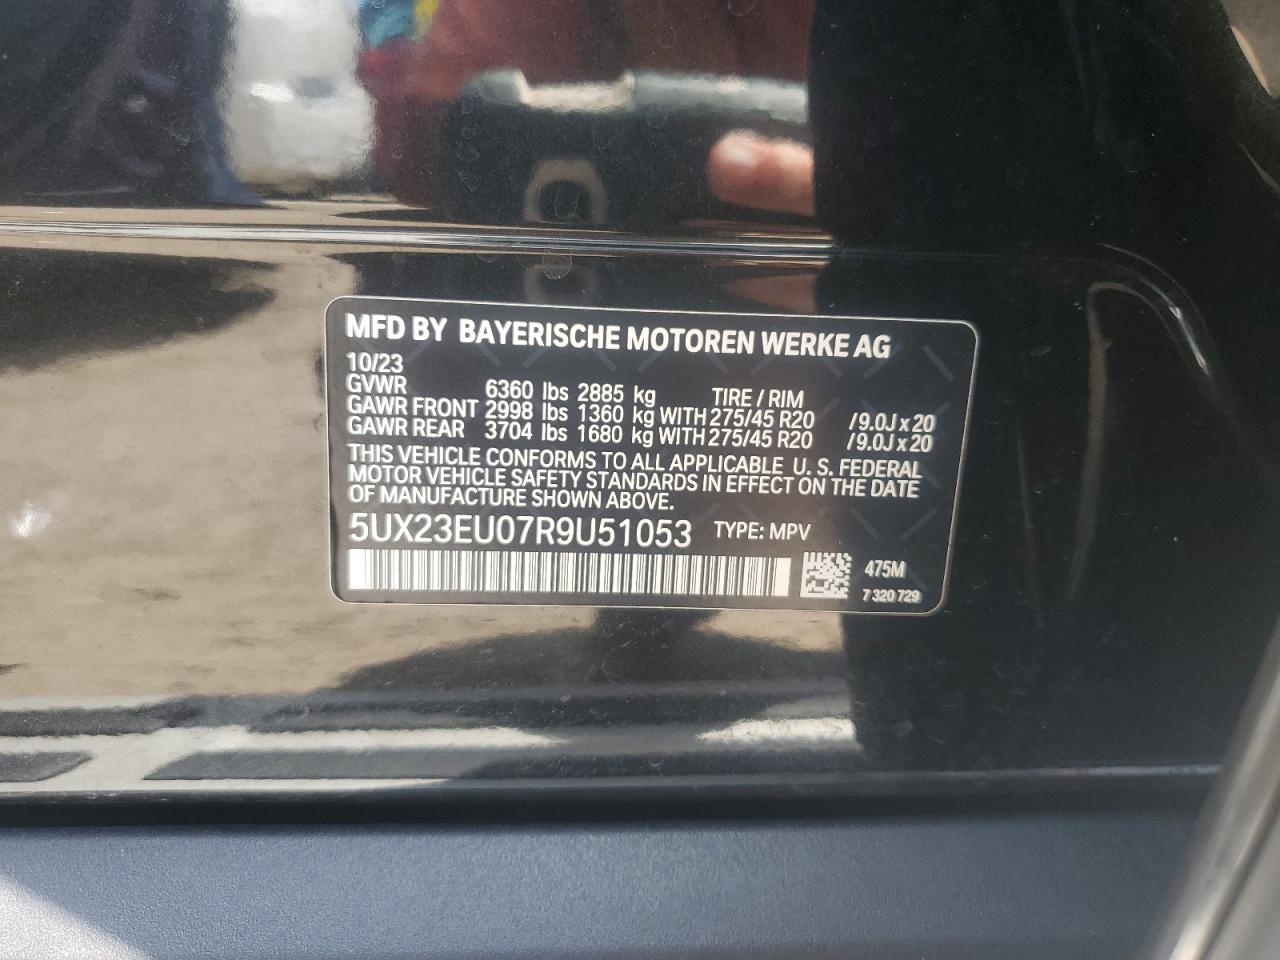 MFD BY BAYERISCHE MOTOREN WERKE AG
10/23
GVWR 6360 lbs 2885 kg TIRE / RIM
GAWR FRONT 2998 lbs 1360 kg WITH 275/45 R20 /9.0J x 20
GAWR REAR 3704 lbs 1680 kg WITH 275/45 R20 /9.0J x 20
THIS VEHICLE CONFORMS TO ALL APPLICABLE U. S. FEDERAL
MOTOR VEHICLE SAFETY STANDARDS IN EFFECT ON THE DATE
OF MANUFACTURE SHOWN ABOVE.
5UX23EU07R9U51053 TYPE: MPV
475M
7 320 729